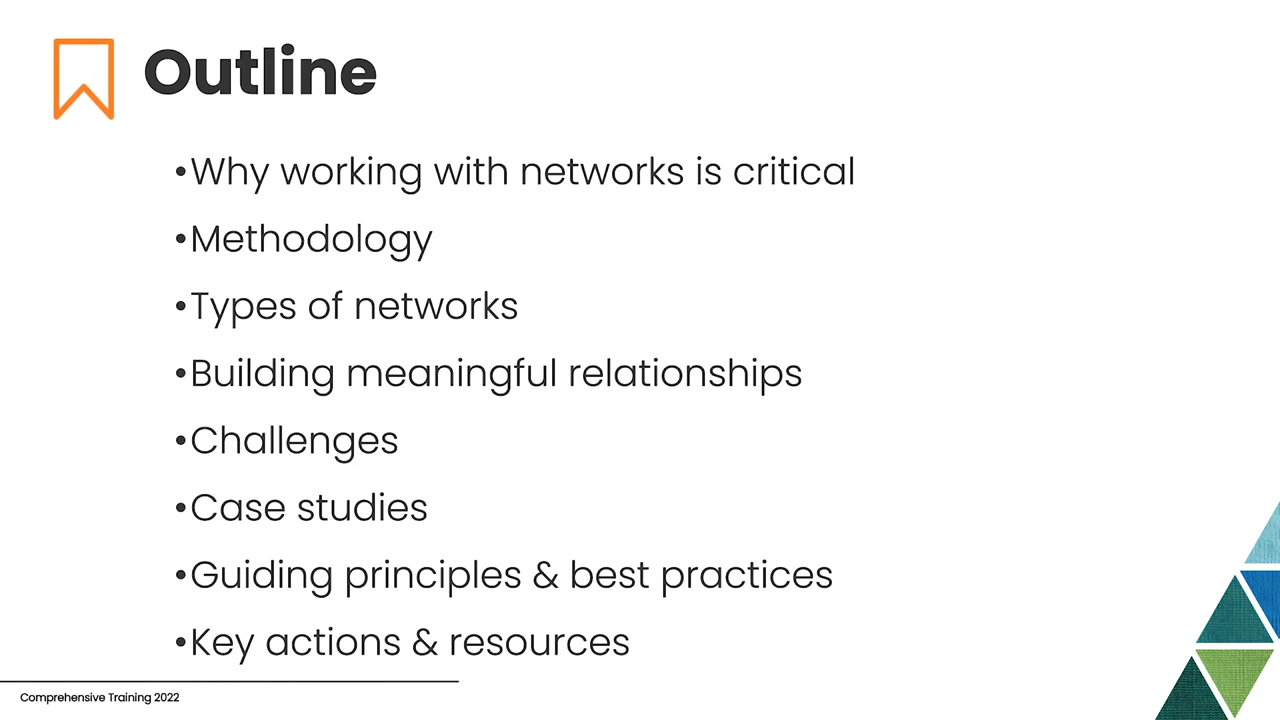 Outline
•Why working with networks is critical
•Methodology
•Types of networks
•Building meaningful relationships
•Challenges
•Case studies
•Guiding principles & best practices
•Key actions & resources
Comprehensive Training 2022